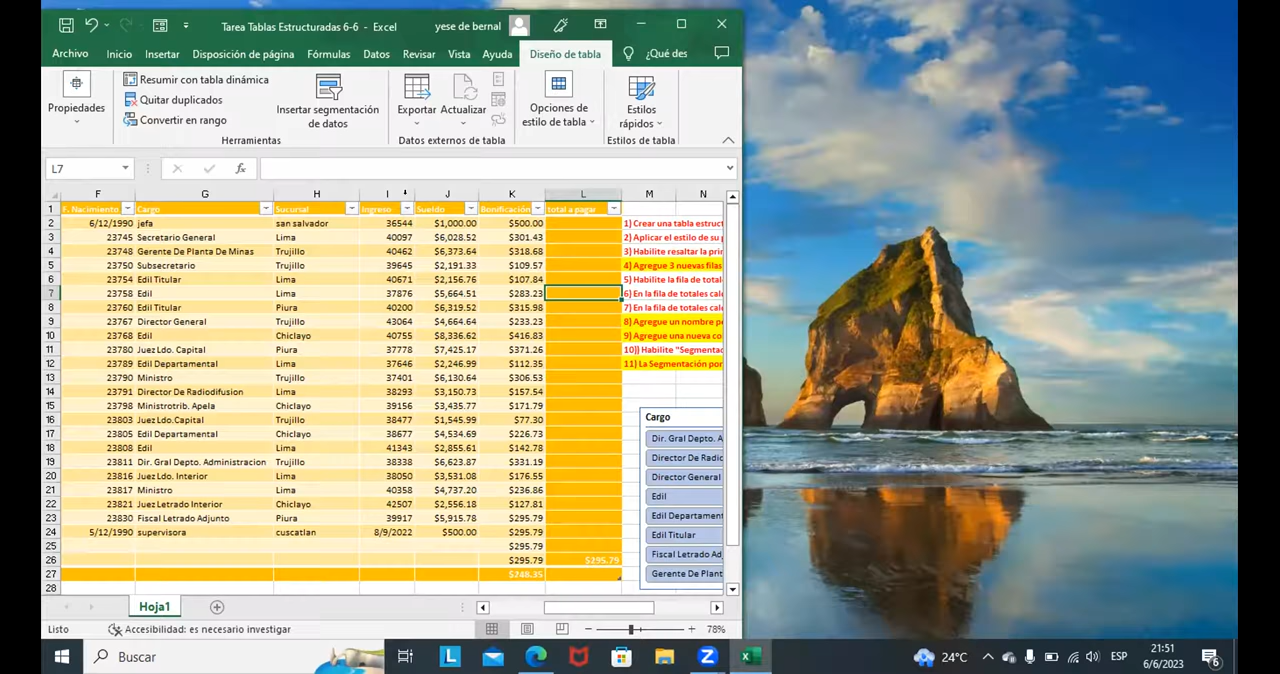 Tarea Tablas Estructuradas 6-6 - Excel
yese de bernal
Archivo Inicio Insertar Disposición de página Fórmulas Datos Revisar Vista Ayuda Diseño de tabla ¿Qué des
Propiedades
Resumir con tabla dinámica
Quitar duplicados
Convertir en rango
Insertar segmentación de datos
Exportar
Actualizar
Opciones de estilo de tabla
Estilos rápidos
Herramientas
Datos externos de tabla
Estilos de tabla
L7
fx
F G H I J K L M N
1 F. Nacimiento Cargo Sucursal Ingreso Sueldo Bonificación total a pagar
2 6/12/1990 jefa san salvador 36544 $1,000.00 $500.00 1) Crear una tabla estruct
3 23745 Secretario General Lima 40097 $6,028.52 $301.43 2) Aplicar el estilo de su p
4 23748 Gerente De Planta De Minas Trujillo 40462 $6,373.64 $318.68 3) Habilite resaltar la prin
5 23750 Subsecretario Trujillo 39645 $2,191.33 $109.57 4) Agregue 3 nuevas filas
6 23754 Edil Titular Lima 40671 $2,156.76 $107.84 5) Habilite la fila de total
7 23758 Edil Lima 37876 $5,664.51 $283.23 6) En la fila de totales calc
8 23760 Edil Titular Piura 40200 $6,319.52 $315.98 7) En la fila de totales calc
9 23767 Director General Trujillo 43064 $4,664.64 $233.23 8) Agregue un nombre pe
10 23768 Edil Chiclayo 40755 $8,336.62 $416.83 9) Agregue una nueva co
11 23780 Juez Ldo. Capital Piura 37778 $7,425.17 $371.26 10)) Habilite "Segmentac
12 23789 Edil Departamental Lima 37646 $2,246.99 $112.35 11) La Segmentación por
13 23790 Ministro Trujillo 37401 $6,130.64 $306.53
14 23791 Director De Radiodifusion Lima 38293 $3,150.73 $157.54
15 23798 Ministrotrib. Apela Chiclayo 39156 $3,435.77 $171.79
16 23803 Juez Ldo.Capital Trujillo 38477 $1,545.99 $77.30
17 23805 Edil Departamental Chiclayo 38677 $4,534.69 $226.73
18 23808 Edil Lima 41343 $2,855.61 $142.78
19 23811 Dir. Gral Depto. Administracion Trujillo 38338 $6,623.87 $331.19
20 23816 Juez Ldo. Interior Lima 38050 $3,531.08 $176.55
21 23817 Ministro Lima 40358 $4,737.20 $236.86
22 23821 Juez Letrado Interior Chiclayo 42507 $2,556.18 $127.81
23 23830 Fiscal Letrado Adjunto Piura 39917 $5,915.78 $295.79
24 5/12/1990 supervisora cuscatlan 8/9/2022 $500.00 $295.79
25 $295.79
26 $295.79 $295.79
27 $248.35
28
Cargo
Dir. Gral Depto. A
Director De Radio
Director General
Edil
Edil Departament
Edil Titular
Fiscal Letrado Adj
Gerente De Plant
Hoja1
Listo Accesibilidad: es necesario investigar 78%
Buscar
24°C ESP
21:51
6/6/2023
6